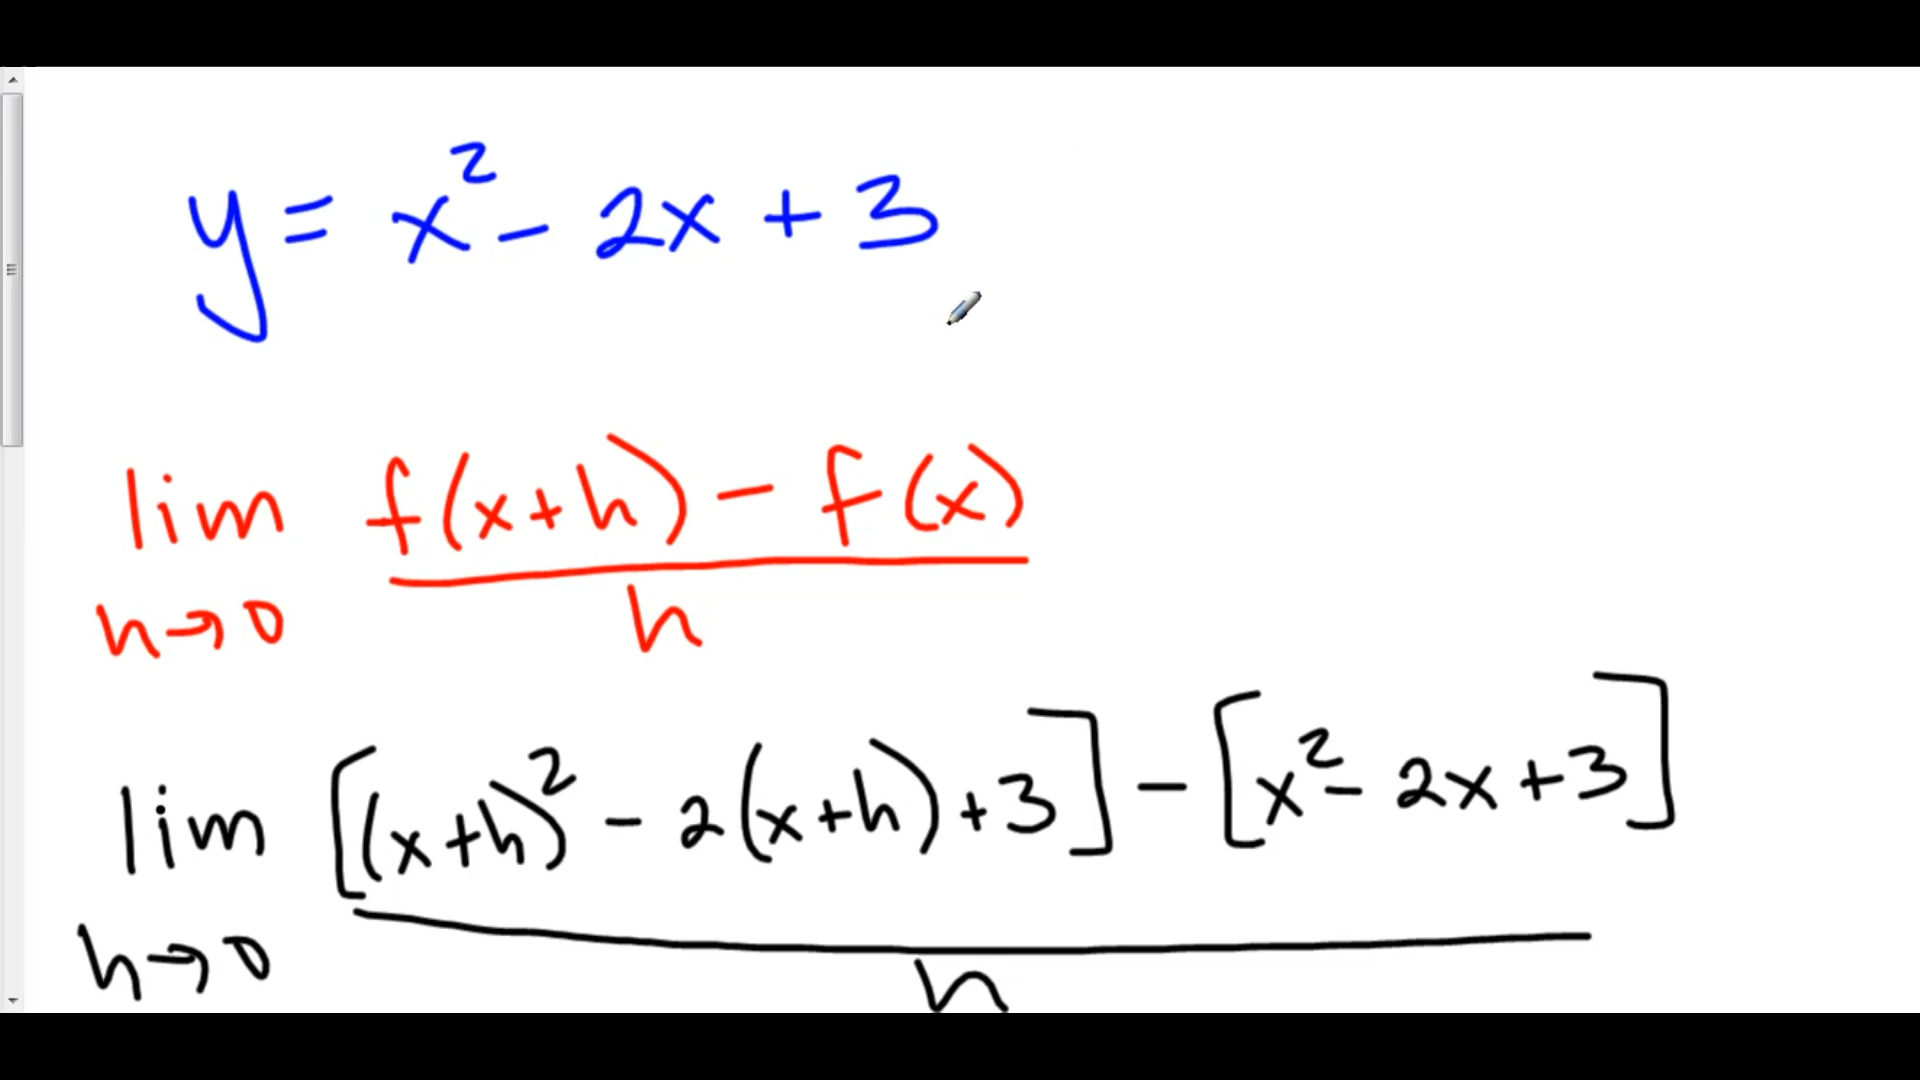 y = x² - 2x + 3
lim f(x+h) - f(x)
h→0 h
lim [(x+h)² - 2(x+h) + 3] - [x² - 2x + 3]
h→0 h